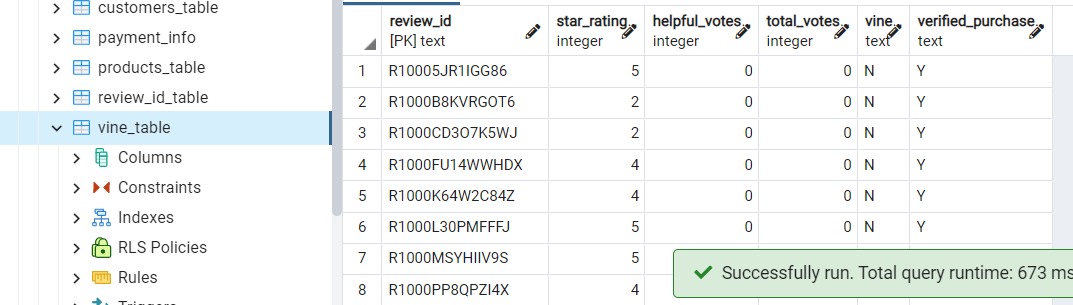 customers_table
payment_info
products_table
review_id_table
vine_table
Columns
Constraints
Indexes
RLS Policies
Rules
Triggers
review_id star_rating helpful_votes total_votes vine verified_purchase
[PK] text integer integer integer text text
1 R10005JR1IGG86 5 0 0 N Y
2 R1000B8KVRGOT6 2 0 0 N Y
3 R1000CD3O7K5WJ 2 0 0 N Y
4 R1000FU14WWHDX 4 0 0 N Y
5 R1000K64W2C84Z 4 0 0 N Y
6 R1000L30PMFFFJ 5 0 0 N Y
7 R1000MSYHIIV9S 5
8 R1000PP8QPZI4X 4
Successfully run. Total query runtime: 673 ms